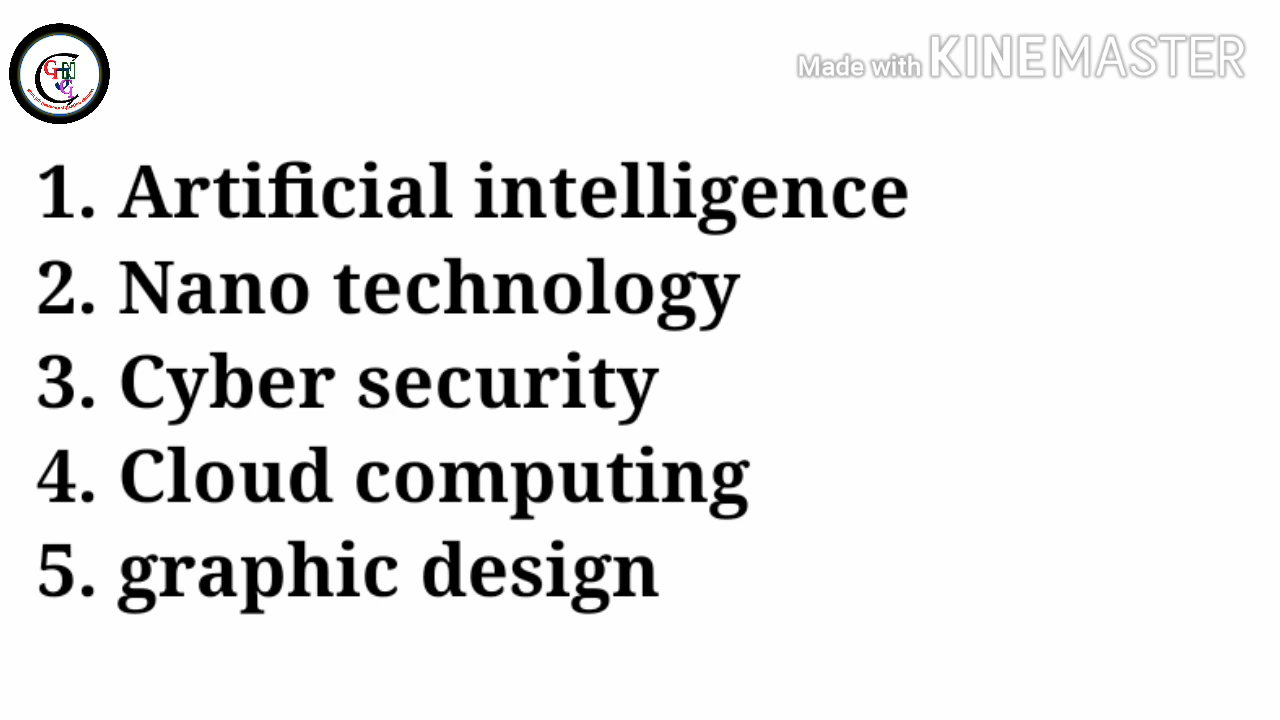 Made with KINEMASTER
1. Artificial intelligence
2. Nano technology
3. Cyber security
4. Cloud computing
5. graphic design